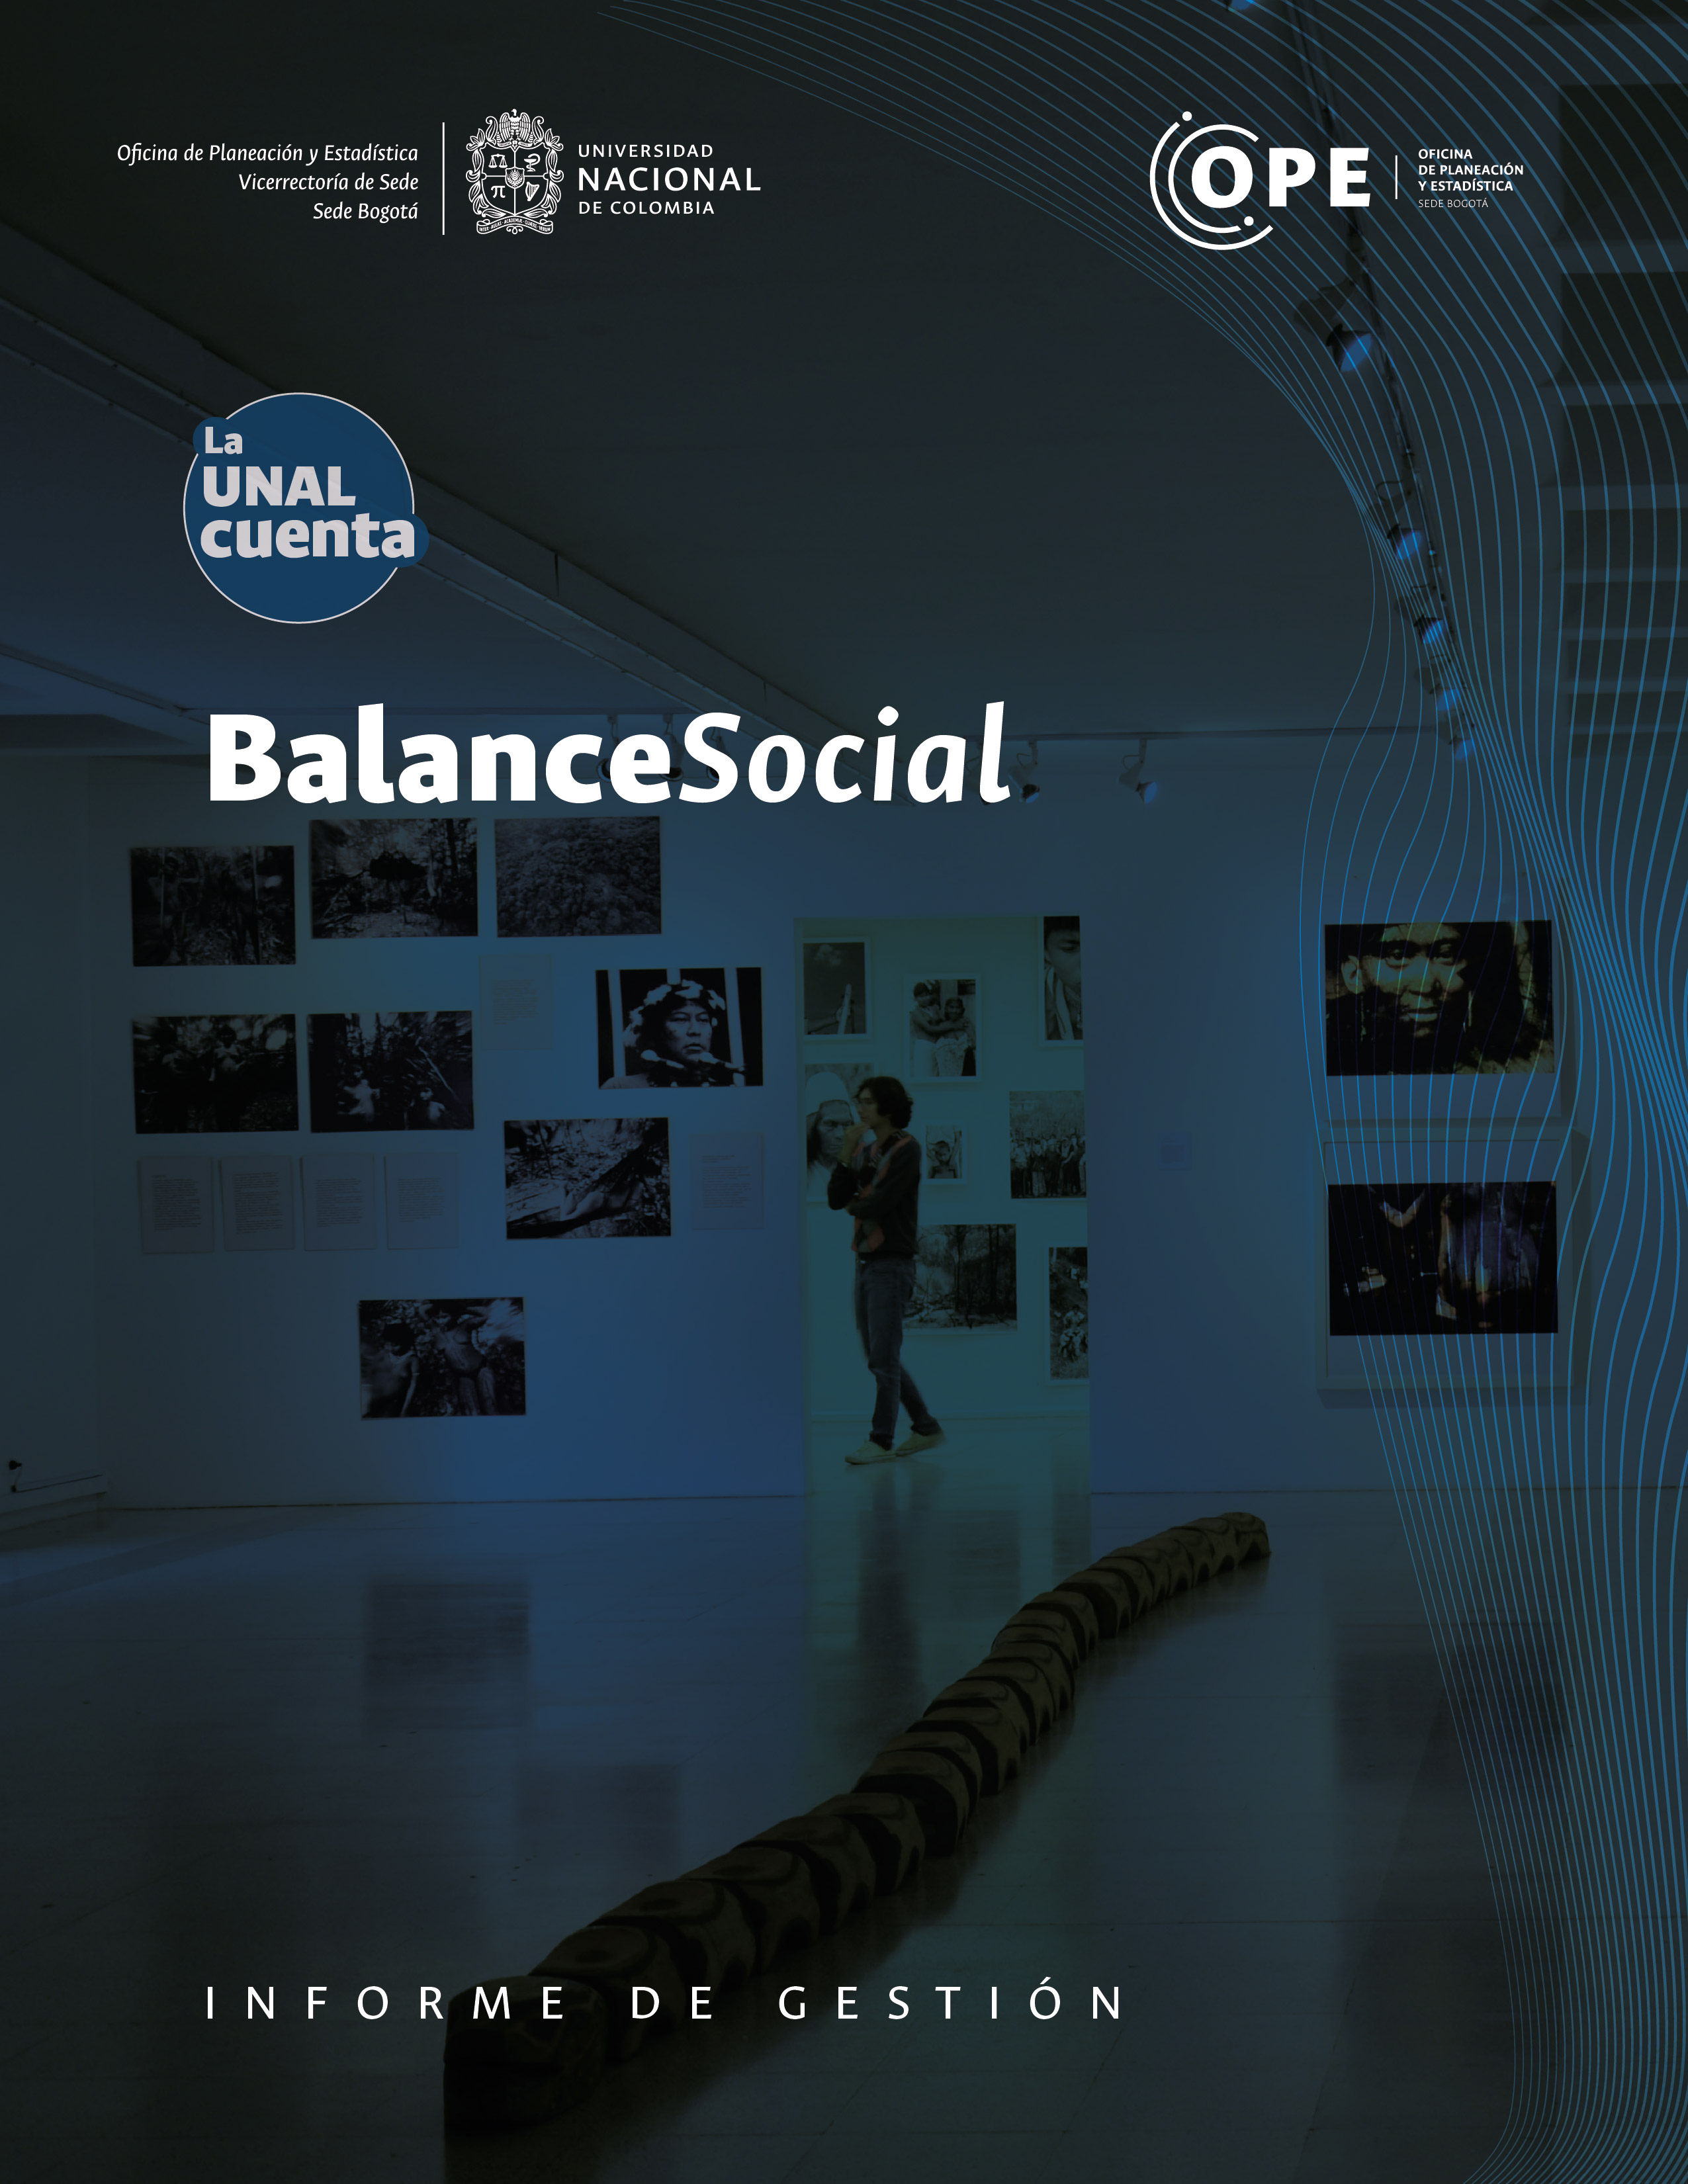 Oficina de Planeación y Estadística
Vicerrectoría de Sede
Sede Bogotá
UNIVERSIDAD
NACIONAL
DE COLOMBIA
OPE
OFICINA
DE PLANEACIÓN
Y ESTADÍSTICA
SEDE BOGOTÁ
La
UNAL
cuenta
BalanceSocial
INFORME DE GESTIÓN